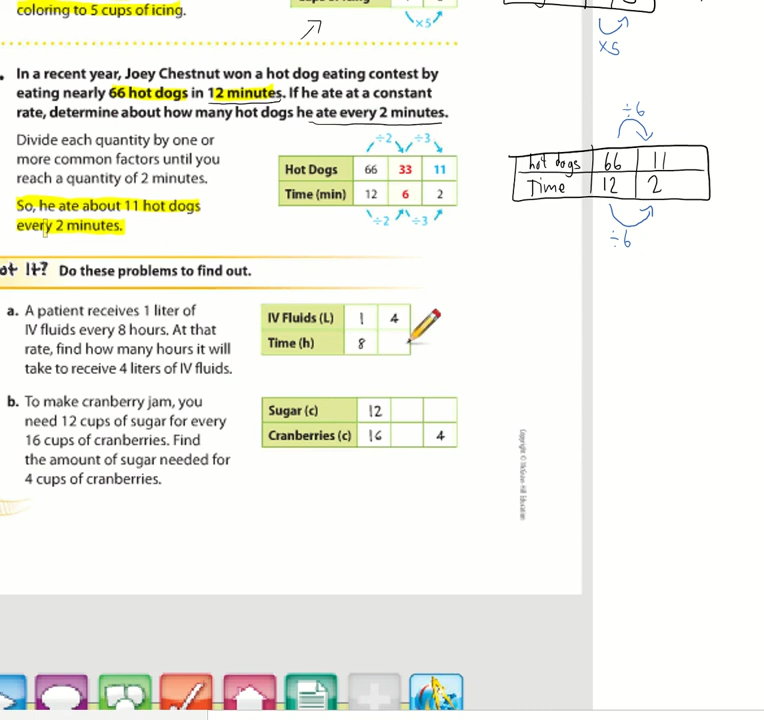 coloring to 5 cups of icing.
×5
×5
In a recent year, Joey Chestnut won a hot dog eating contest by
eating nearly 66 hot dogs in 12 minutes. If he ate at a constant
rate, determine about how many hot dogs he ate every 2 minutes.
Divide each quantity by one or
more common factors until you
reach a quantity of 2 minutes.
So, he ate about 11 hot dogs
every 2 minutes.
÷2 ÷3
Hot Dogs 66 33 11
Time (min) 12 6 2
÷2 ÷3
÷6
hot dogs 66 11
Time 12 2
÷6
ot It? Do these problems to find out.
a. A patient receives 1 liter of
IV fluids every 8 hours. At that
rate, find how many hours it will
take to receive 4 liters of IV fluids.
IV Fluids (L) 1 4
Time (h) 8
b. To make cranberry jam, you
need 12 cups of sugar for every
16 cups of cranberries. Find
the amount of sugar needed for
4 cups of cranberries.
Sugar (c) 12
Cranberries (c) 16 4
Copyright © McGraw-Hill Education